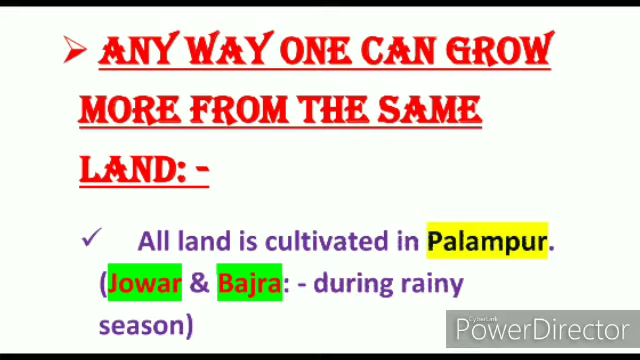 ➢ ANY WAY ONE CAN GROW
MORE FROM THE SAME
LAND: -
✓ All land is cultivated in Palampur.
(Jowar & Bajra: - during rainy
season)
CyberLink
PowerDirector